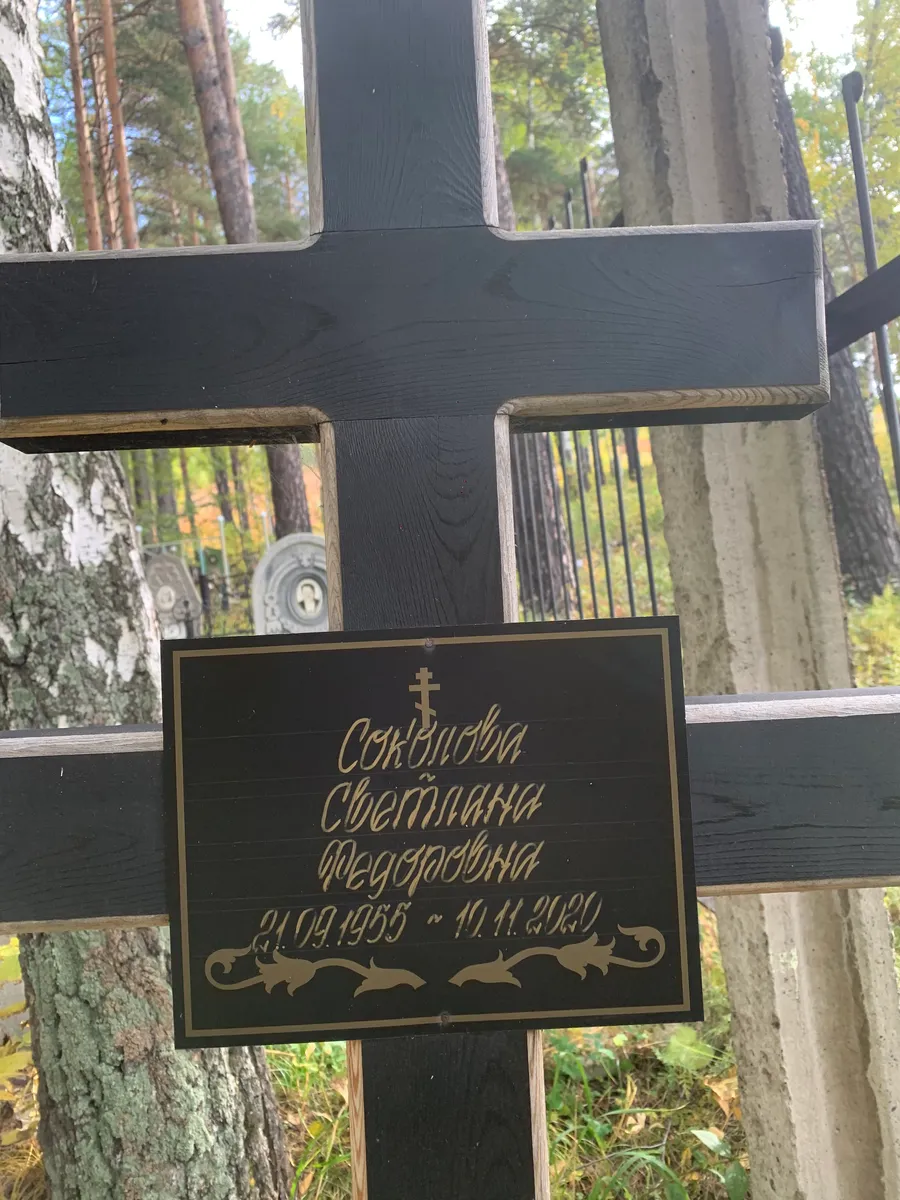 Соколова
Светлана
Федоровна
21.09.1955 ~ 10.11.2020